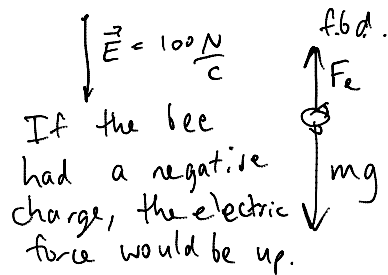 E⃗ = 100 N/C
f.b.d.
Fe
mg
If the bee
had a negative
charge, the electric
force would be up.